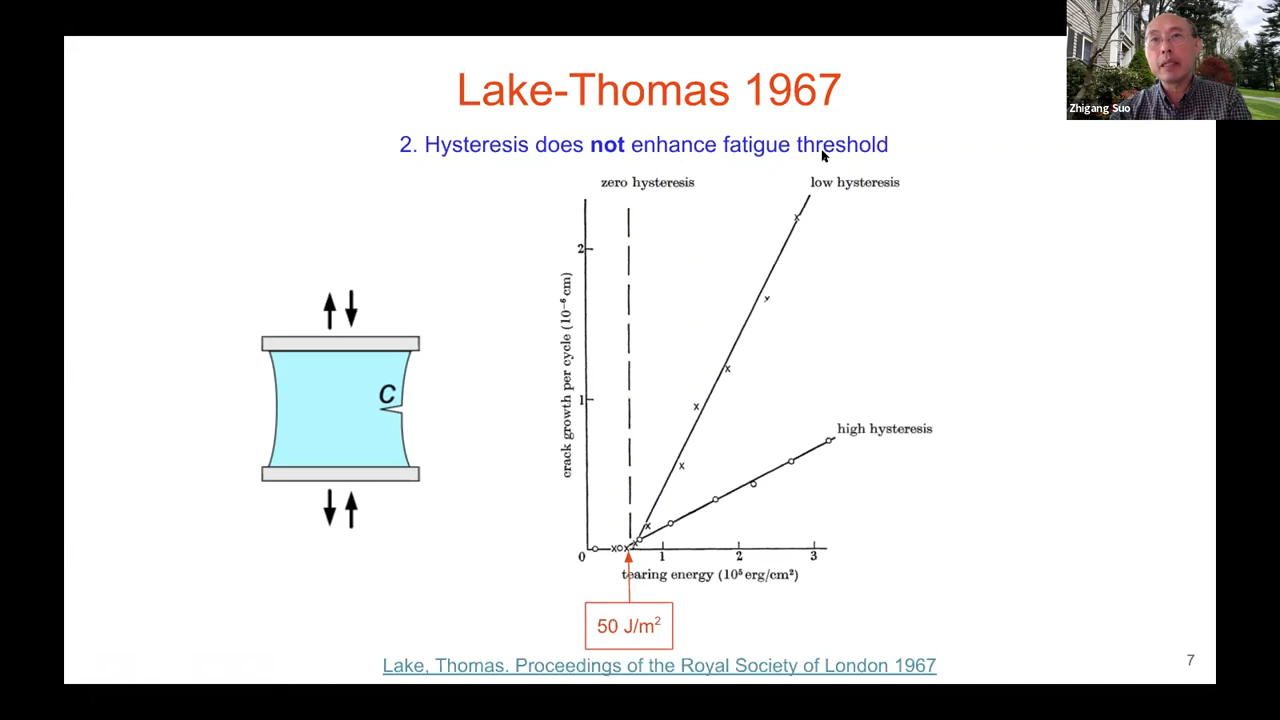 Lake-Thomas 1967
Zhigang Suo
2. Hysteresis does not enhance fatigue threshold
zero hysteresis
low hysteresis
2
crack growth per cycle (10⁻⁶ cm)
1
C
high hysteresis
0
1
2
3
tearing energy (10⁵ erg/cm²)
50 J/m²
Lake, Thomas. Proceedings of the Royal Society of London 1967
7